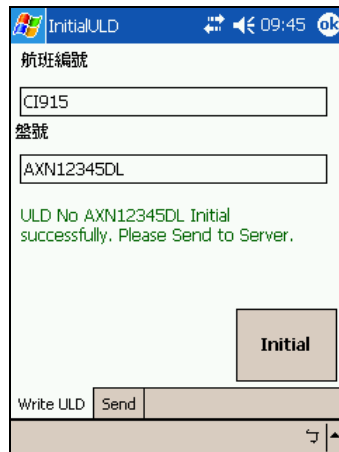 InitialULD 09:45 ok
航班編號
CI915
盤號
AXN12345DL
ULD No AXN12345DL Initial
successfully. Please Send to Server.
Initial
Write ULD Send
ㄅ